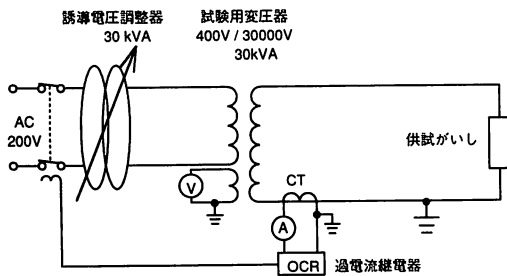 誘導電圧調整器
30 kVA
試験用変圧器
400V / 30000V
30kVA
AC
200V
供試がいし
V
CT
A
OCR
過電流継電器